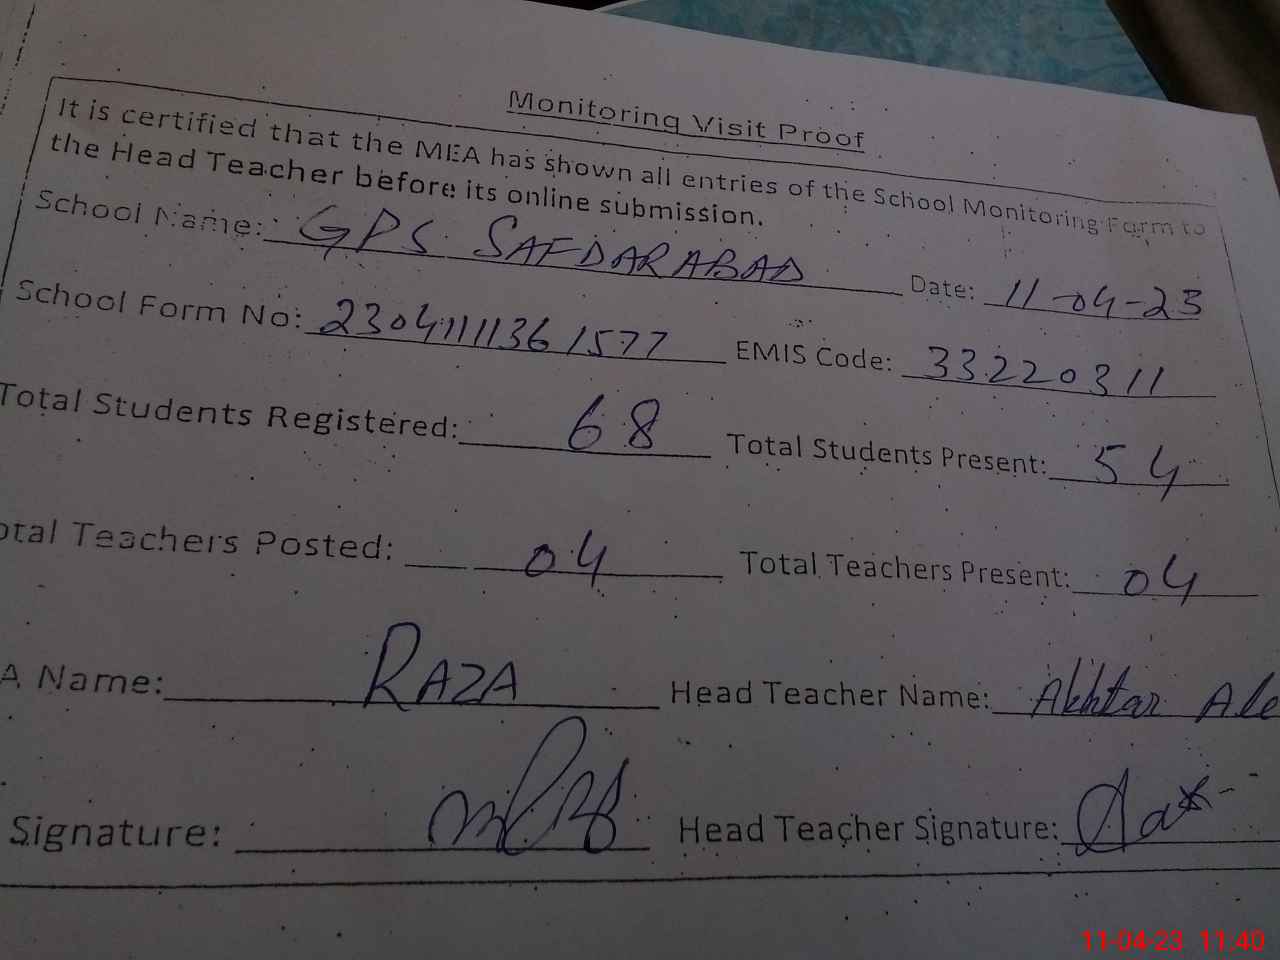 Monitoring Visit Proof
It is certified that the MEA has shown all entries of the School Monitoring Form to
the Head Teacher before its online submission.
School Name: GPS SAFDARABAD Date: 11-04-23
School Form No: 2304111361577 EMIS Code: 33220311
Total Students Registered: 68 Total Students Present: 54
otal Teachers Posted: 04 Total Teachers Present: 04
A Name: RAZA Head Teacher Name: Akhtar Ale
Signature: Head Teacher Signature:
11-04-23 11:40